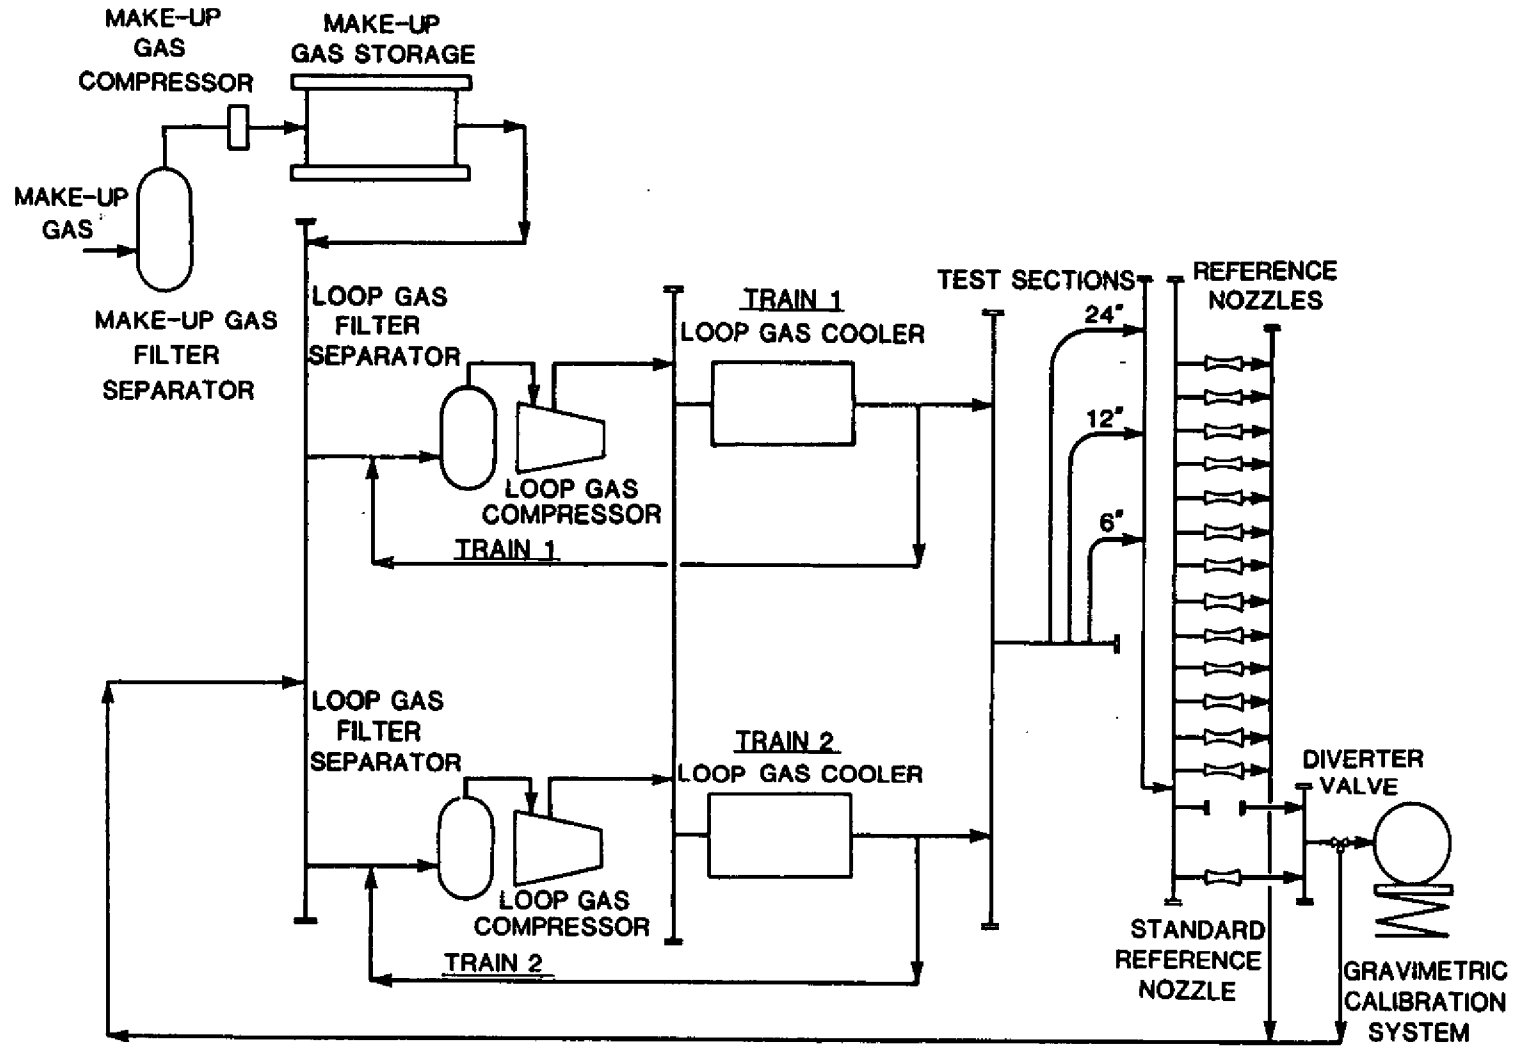 MAKE-UP
GAS
COMPRESSOR
MAKE-UP
GAS STORAGE
MAKE-UP
GAS
MAKE-UP GAS
FILTER
SEPARATOR
LOOP GAS
FILTER
SEPARATOR
LOOP GAS
COMPRESSOR
TRAIN 1
TRAIN 1
LOOP GAS COOLER
TEST SECTIONS
24"
12"
6"
REFERENCE
NOZZLES
LOOP GAS
FILTER
SEPARATOR
LOOP GAS
COMPRESSOR
TRAIN 2
TRAIN 2
LOOP GAS COOLER
DIVERTER
VALVE
STANDARD
REFERENCE
NOZZLE
GRAVIMETRIC
CALIBRATION
SYSTEM